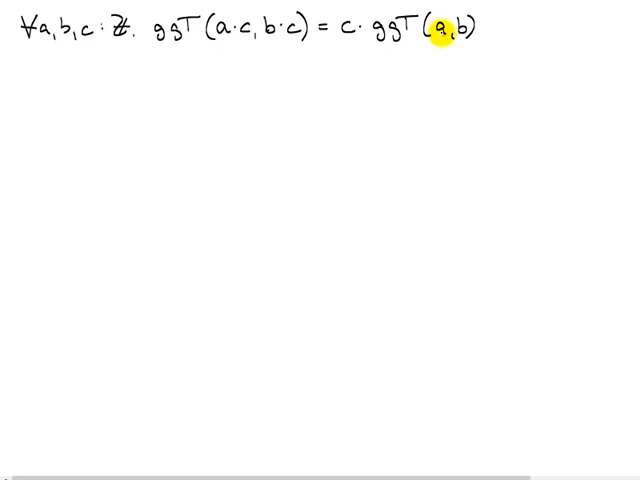 ∀a,b,c : ℤ. ggT(a·c, b·c) = c· ggT(a,b)